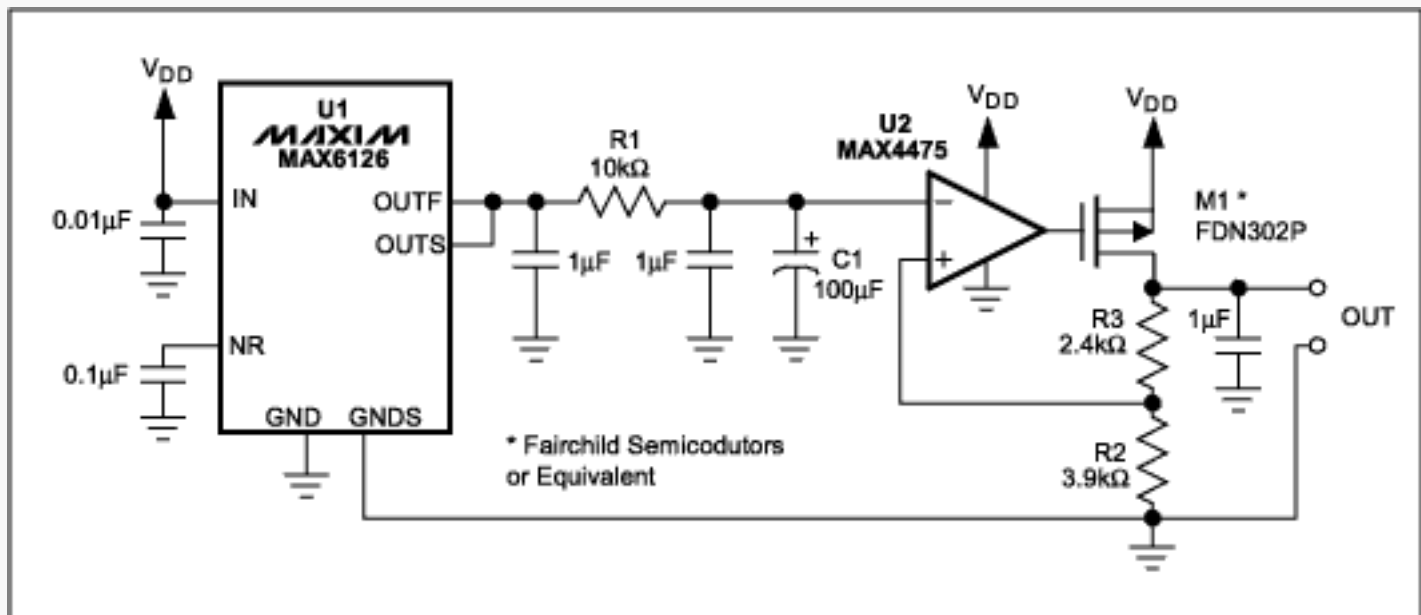 VDD
U1
MAXIM
MAX6126
IN
OUTF
OUTS
NR
GND
GNDS
0.01µF
0.1µF
1µF
R1
10kΩ
1µF
+
C1
100µF
U2
MAX4475
VDD
−
+
VDD
M1 *
FDN302P
R3
2.4kΩ
1µF
OUT
R2
3.9kΩ
* Fairchild Semicodutors
or Equivalent